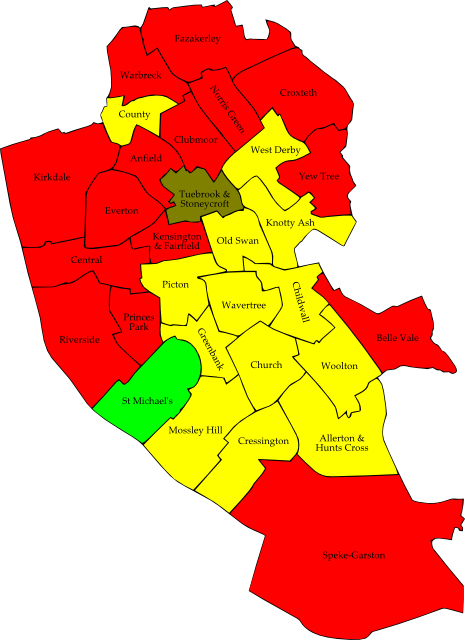 Fazakerley
Warbreck
Croxteth
Norris Green
County
Clubmoor
West Derby
Anfield
Kirkdale
Yew Tree
Tuebrook &
Stoneycroft
Everton
Knotty Ash
Kensington
& Fairfield
Old Swan
Central
Picton
Childwall
Wavertree
Princes
Park
Riverside
Greenbank
Belle Vale
Church
Woolton
St Michael's
Mossley Hill
Cressington
Allerton &
Hunts Cross
Speke-Garston